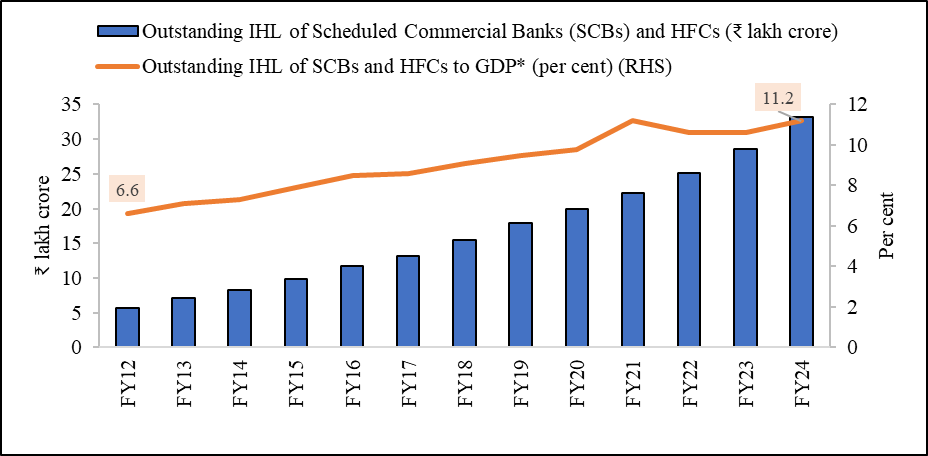 Outstanding IHL of Scheduled Commercial Banks (SCBs) and HFCs (₹ lakh crore)
Outstanding IHL of SCBs and HFCs to GDP* (per cent) (RHS)
35
30
25
20
15
10
5
0
₹ lakh crore
12
10
8
6
4
2
0
Per cent
6.6
11.2
FY12
FY13
FY14
FY15
FY16
FY17
FY18
FY19
FY20
FY21
FY22
FY23
FY24